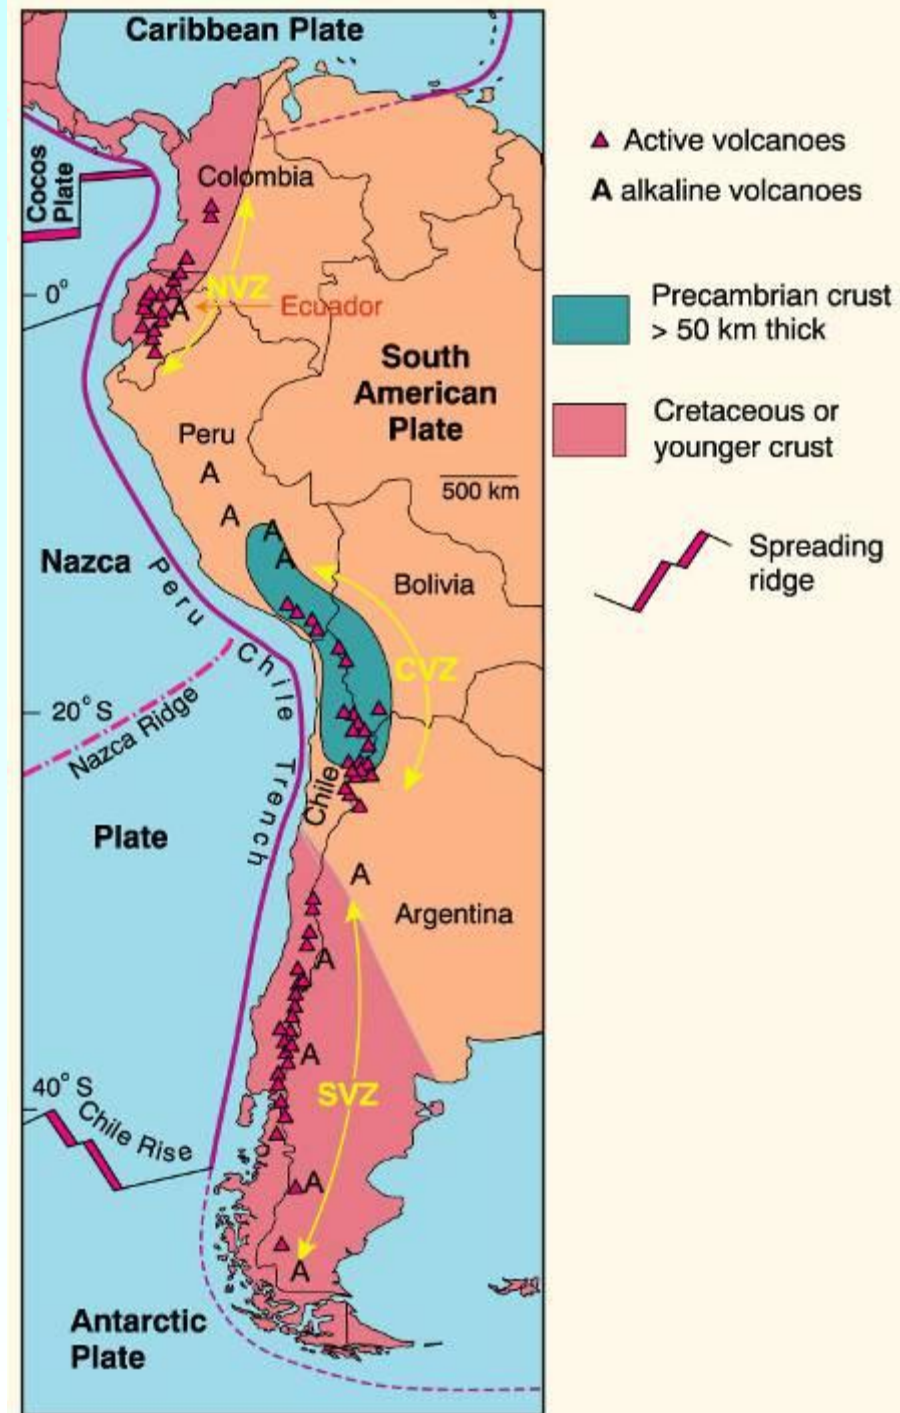 Caribbean Plate
Cocos
Plate
Colombia
NVZ
0°
A
Ecuador
South
American
Plate
Peru
A
500 km
A
A
Nazca
A
Bolivia
Peru Chile Trench
CVZ
20°S
Nazca Ridge
Chile
Plate
A
Argentina
A
A
40°S
SVZ
Chile Rise
A
A
Antarctic
Plate
Active volcanoes
A alkaline volcanoes
Precambrian crust
> 50 km thick
Cretaceous or
younger crust
Spreading
ridge